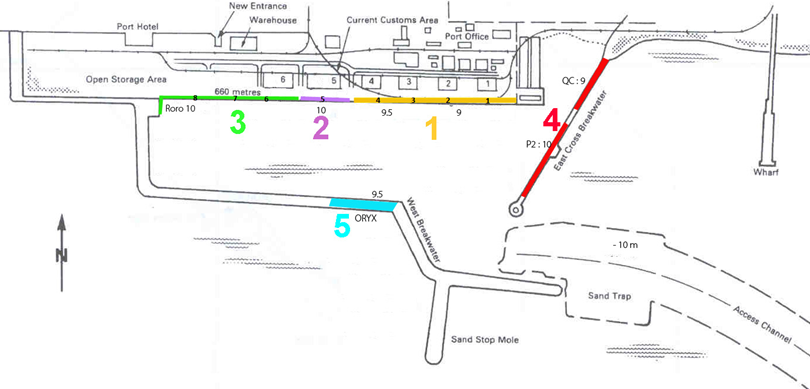 New Entrance
Port Hotel
Warehouse
Current Customs Area
Port Office
Open Storage Area
6
5
4
3
2
1
QC : 9
660 metres
8
7
6
5
4
3
2
1
Roro 10
10
9.5
9
3
2
1
4
P2 : 10
East Cross Breakwater
Wharf
9.5
ORYX
5
West Breakwater
N
- 10 m
Sand Trap
Access Channel
Sand Stop Mole